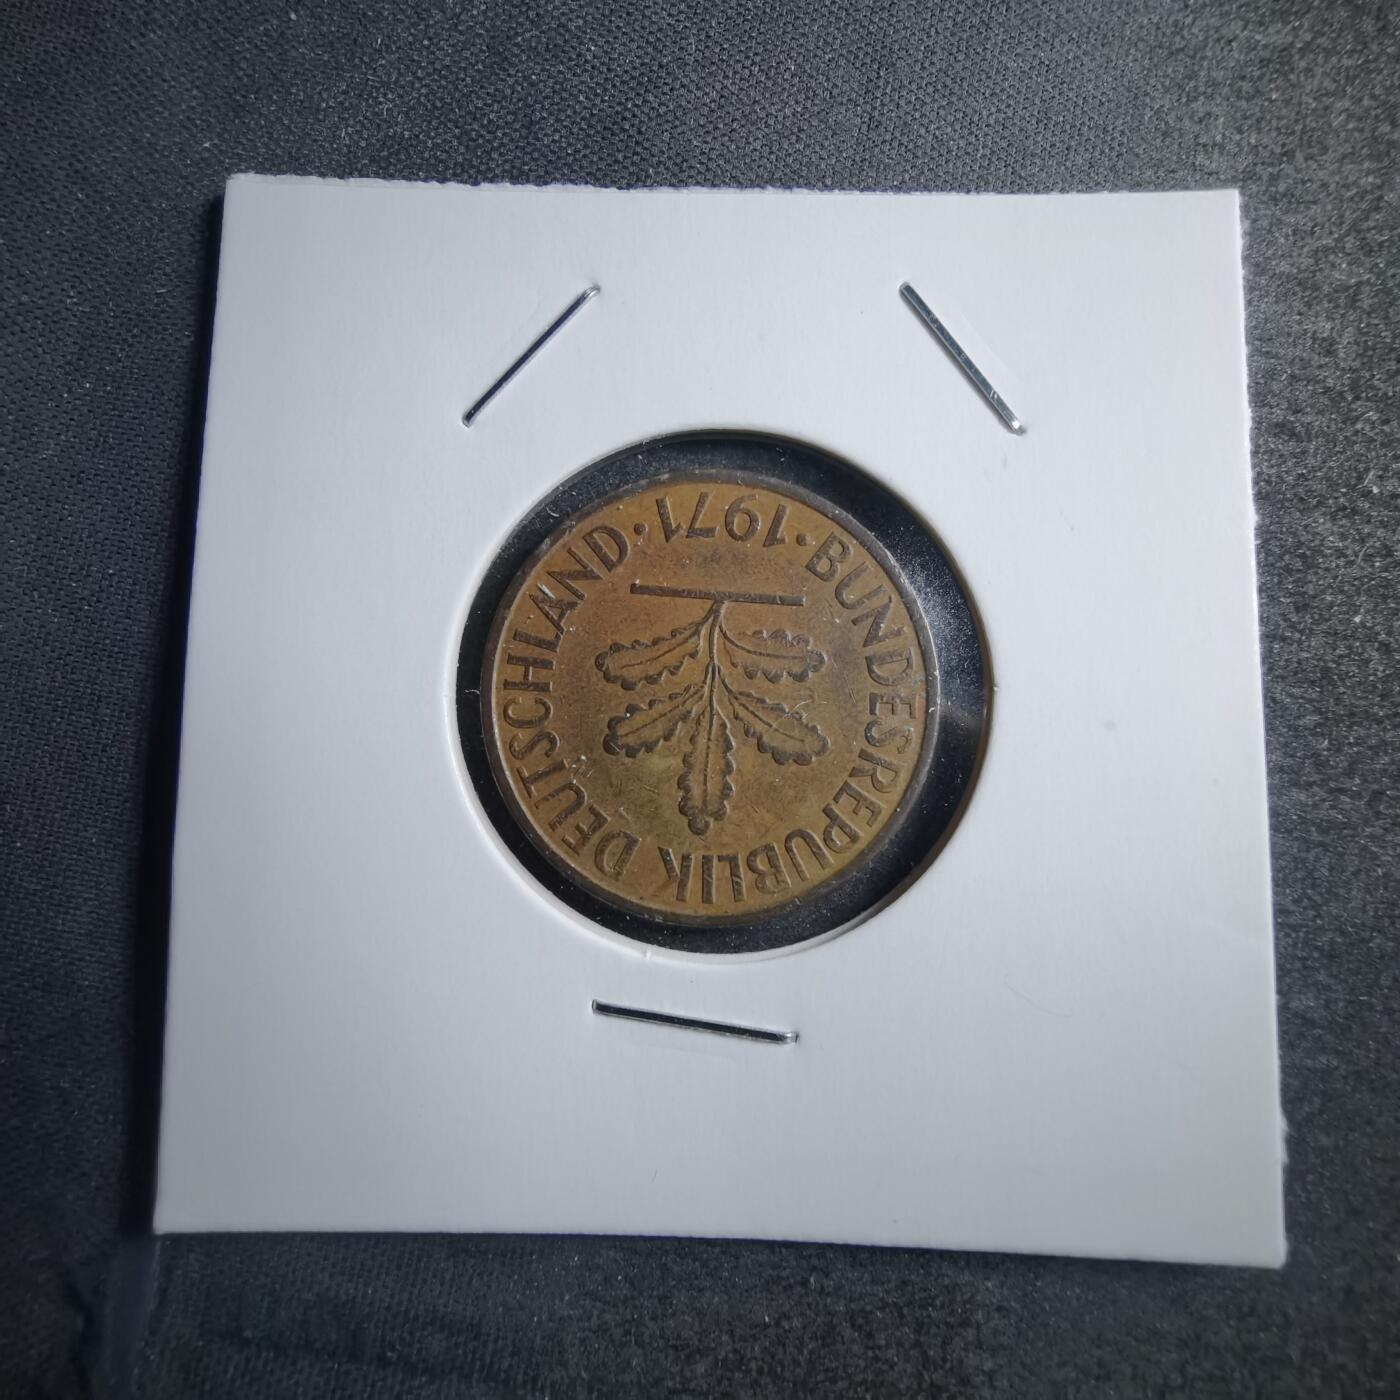 BUNDESREPUBLIK DEUTSCHLAND · 1971 ·